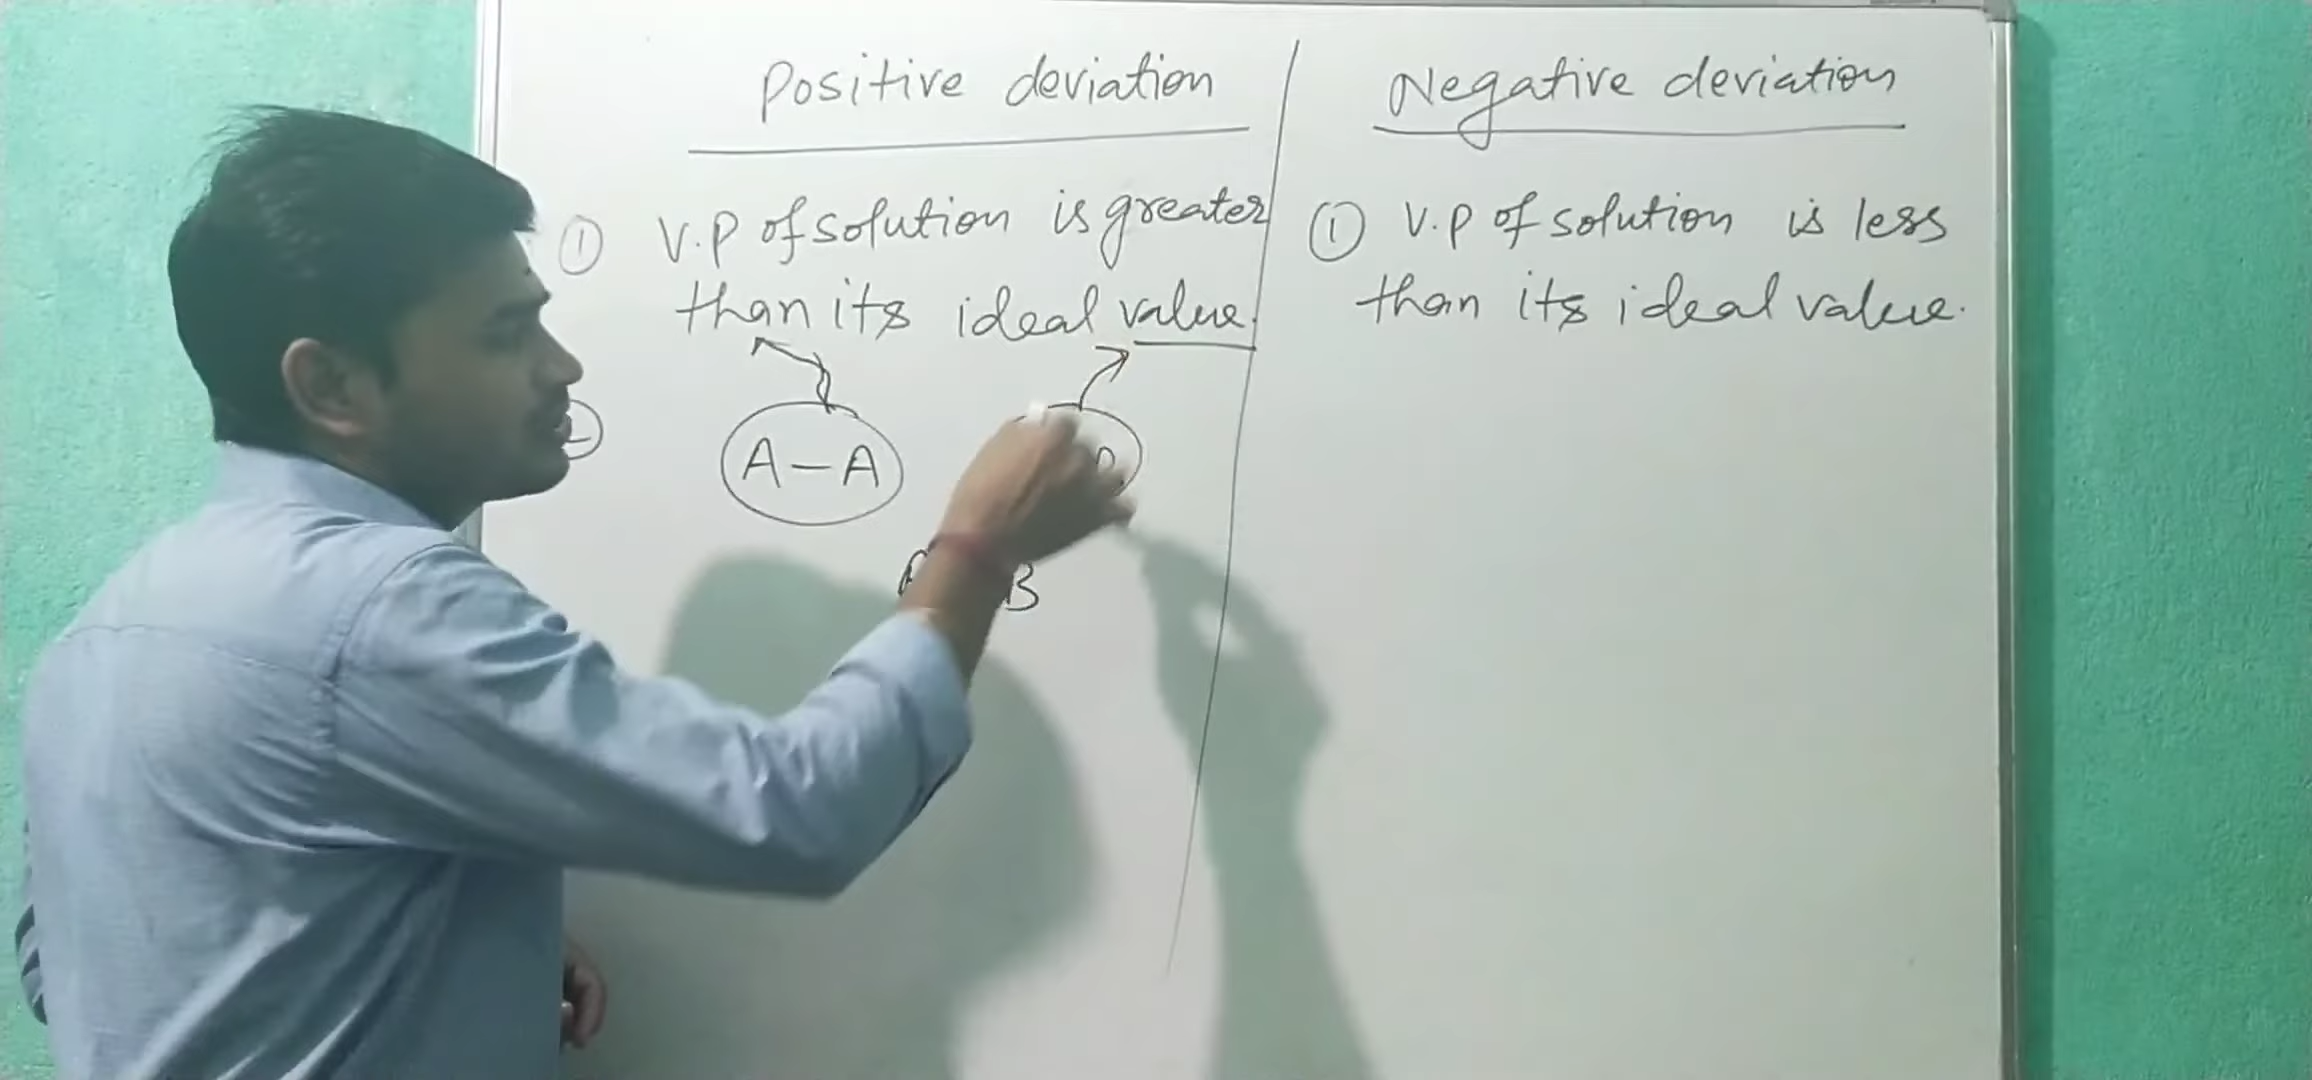 Positive deviation
① V.P of solution is greater
than its ideal value.
A-A
B
Negative deviation
① V.P of solution is less
than its ideal value.